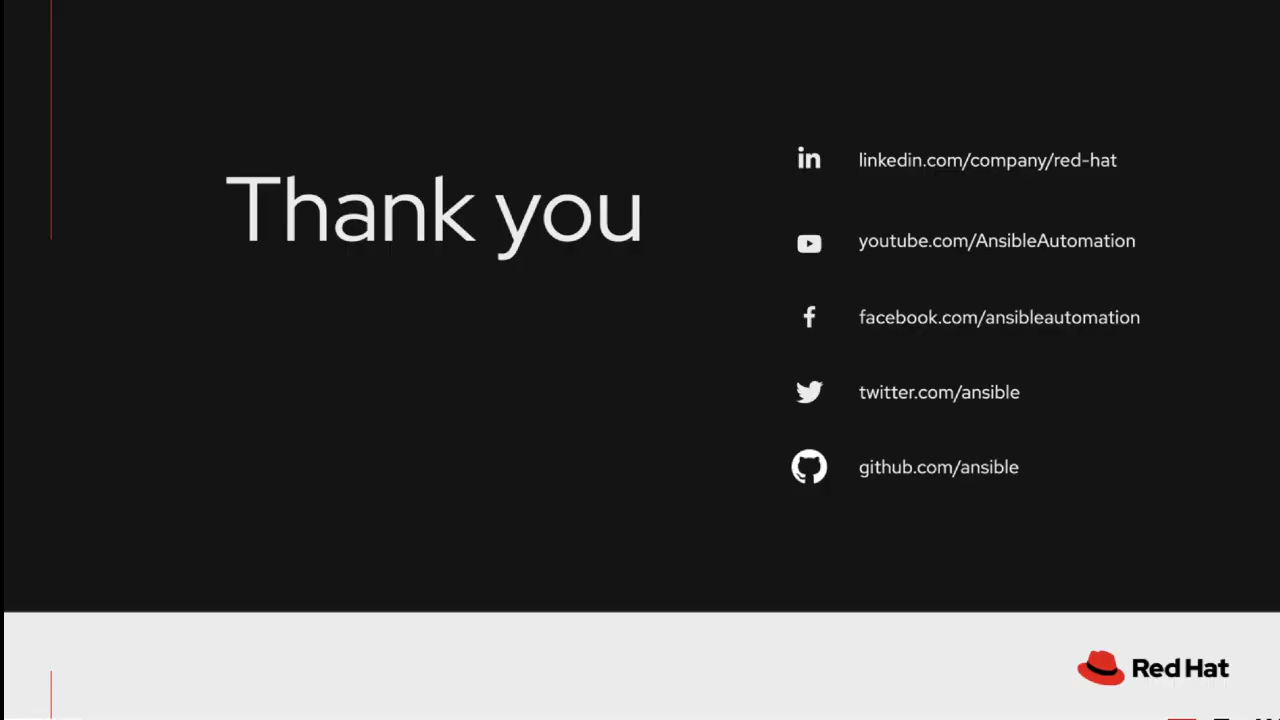 Thank you
linkedin.com/company/red-hat
youtube.com/AnsibleAutomation
facebook.com/ansibleautomation
twitter.com/ansible
github.com/ansible
Red Hat